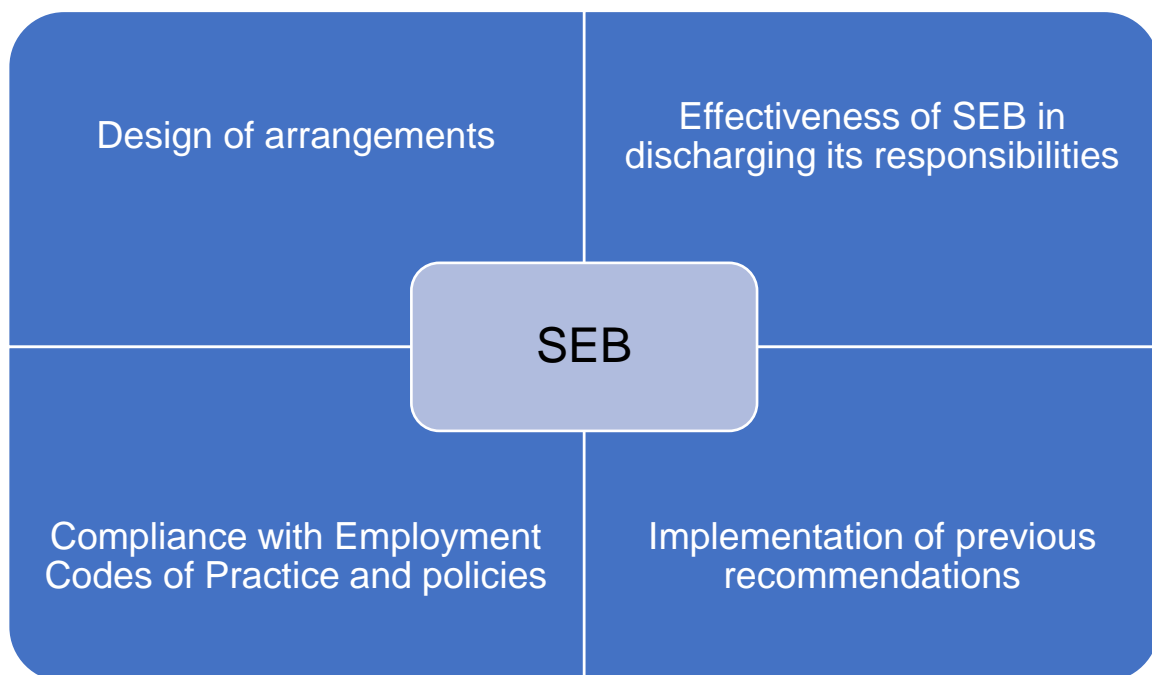 Design of arrangements
Effectiveness of SEB in
discharging its responsibilities
SEB
Compliance with Employment
Codes of Practice and policies
Implementation of previous
recommendations